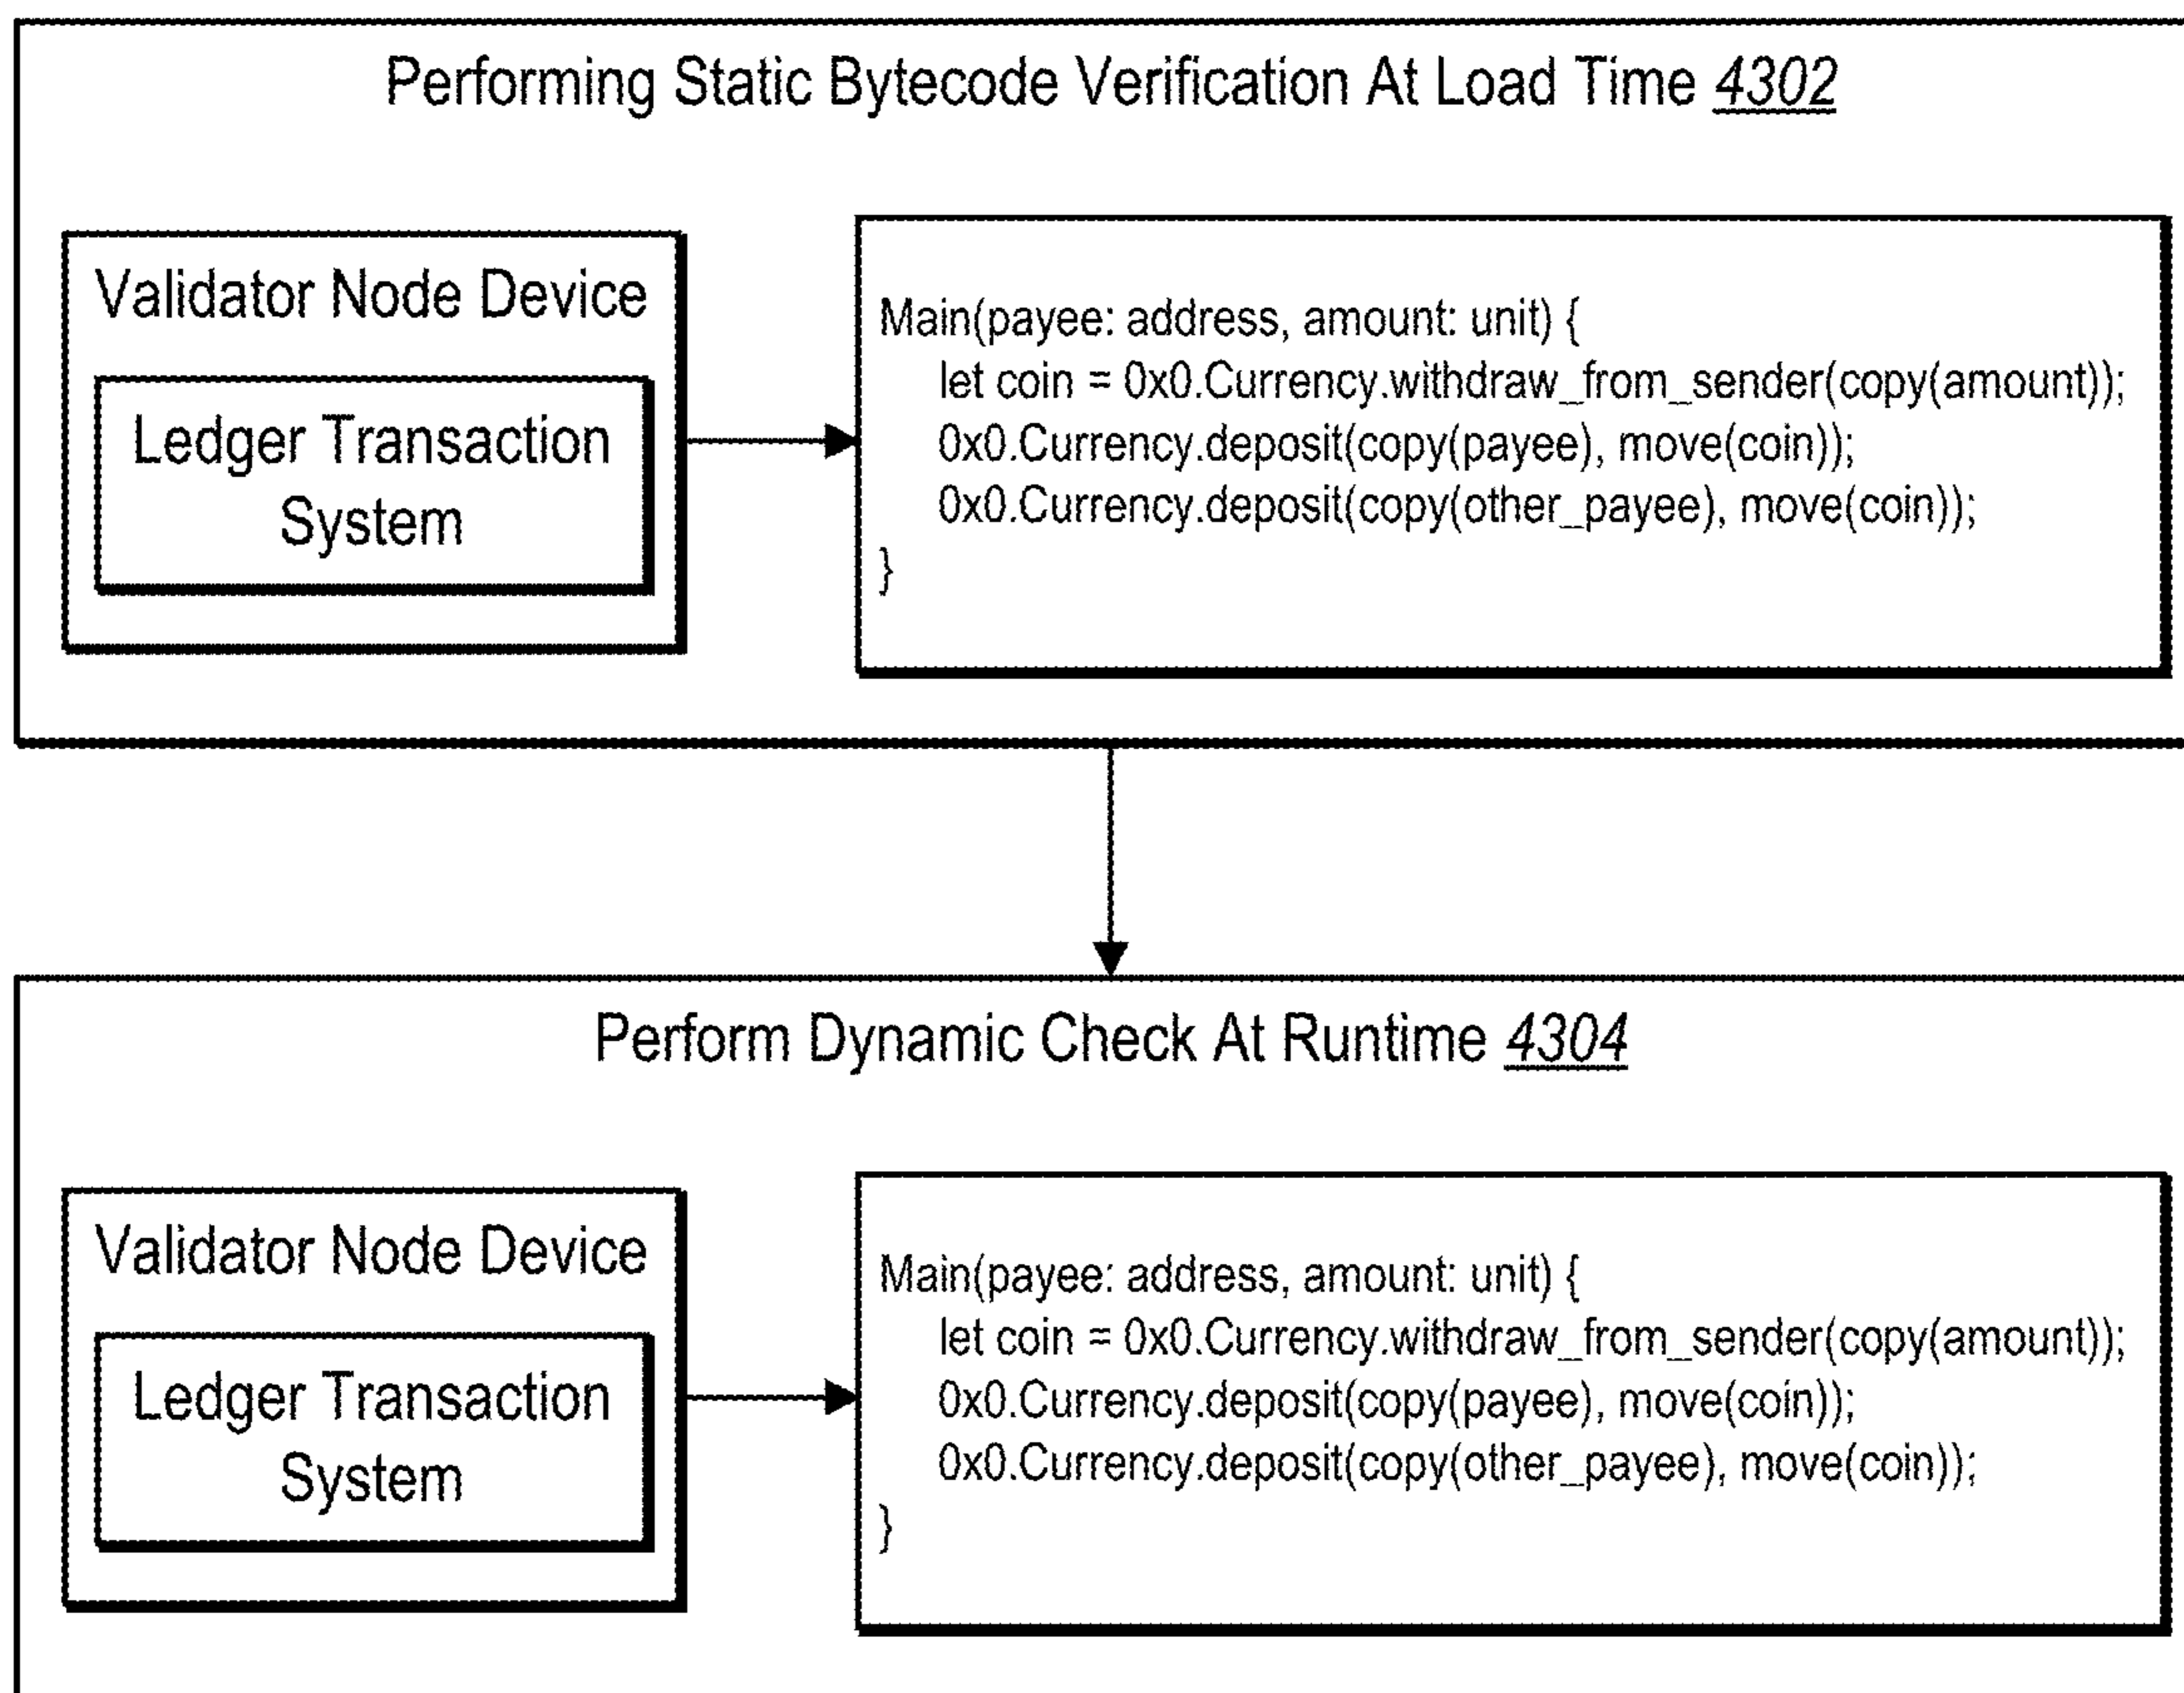 Performing Static Bytecode Verification At Load Time 4302
Validator Node Device
Ledger Transaction
System
Main(payee: address, amount: unit) {
let coin = 0x0.Currency.withdraw_from_sender(copy(amount));
0x0.Currency.deposit(copy(payee), move(coin));
0x0.Currency.deposit(copy(other_payee), move(coin));
}
Perform Dynamic Check At Runtime 4304
Validator Node Device
Ledger Transaction
System
Main(payee: address, amount: unit) {
let coin = 0x0.Currency.withdraw_from_sender(copy(amount));
0x0.Currency.deposit(copy(payee), move(coin));
0x0.Currency.deposit(copy(other_payee), move(coin));
}